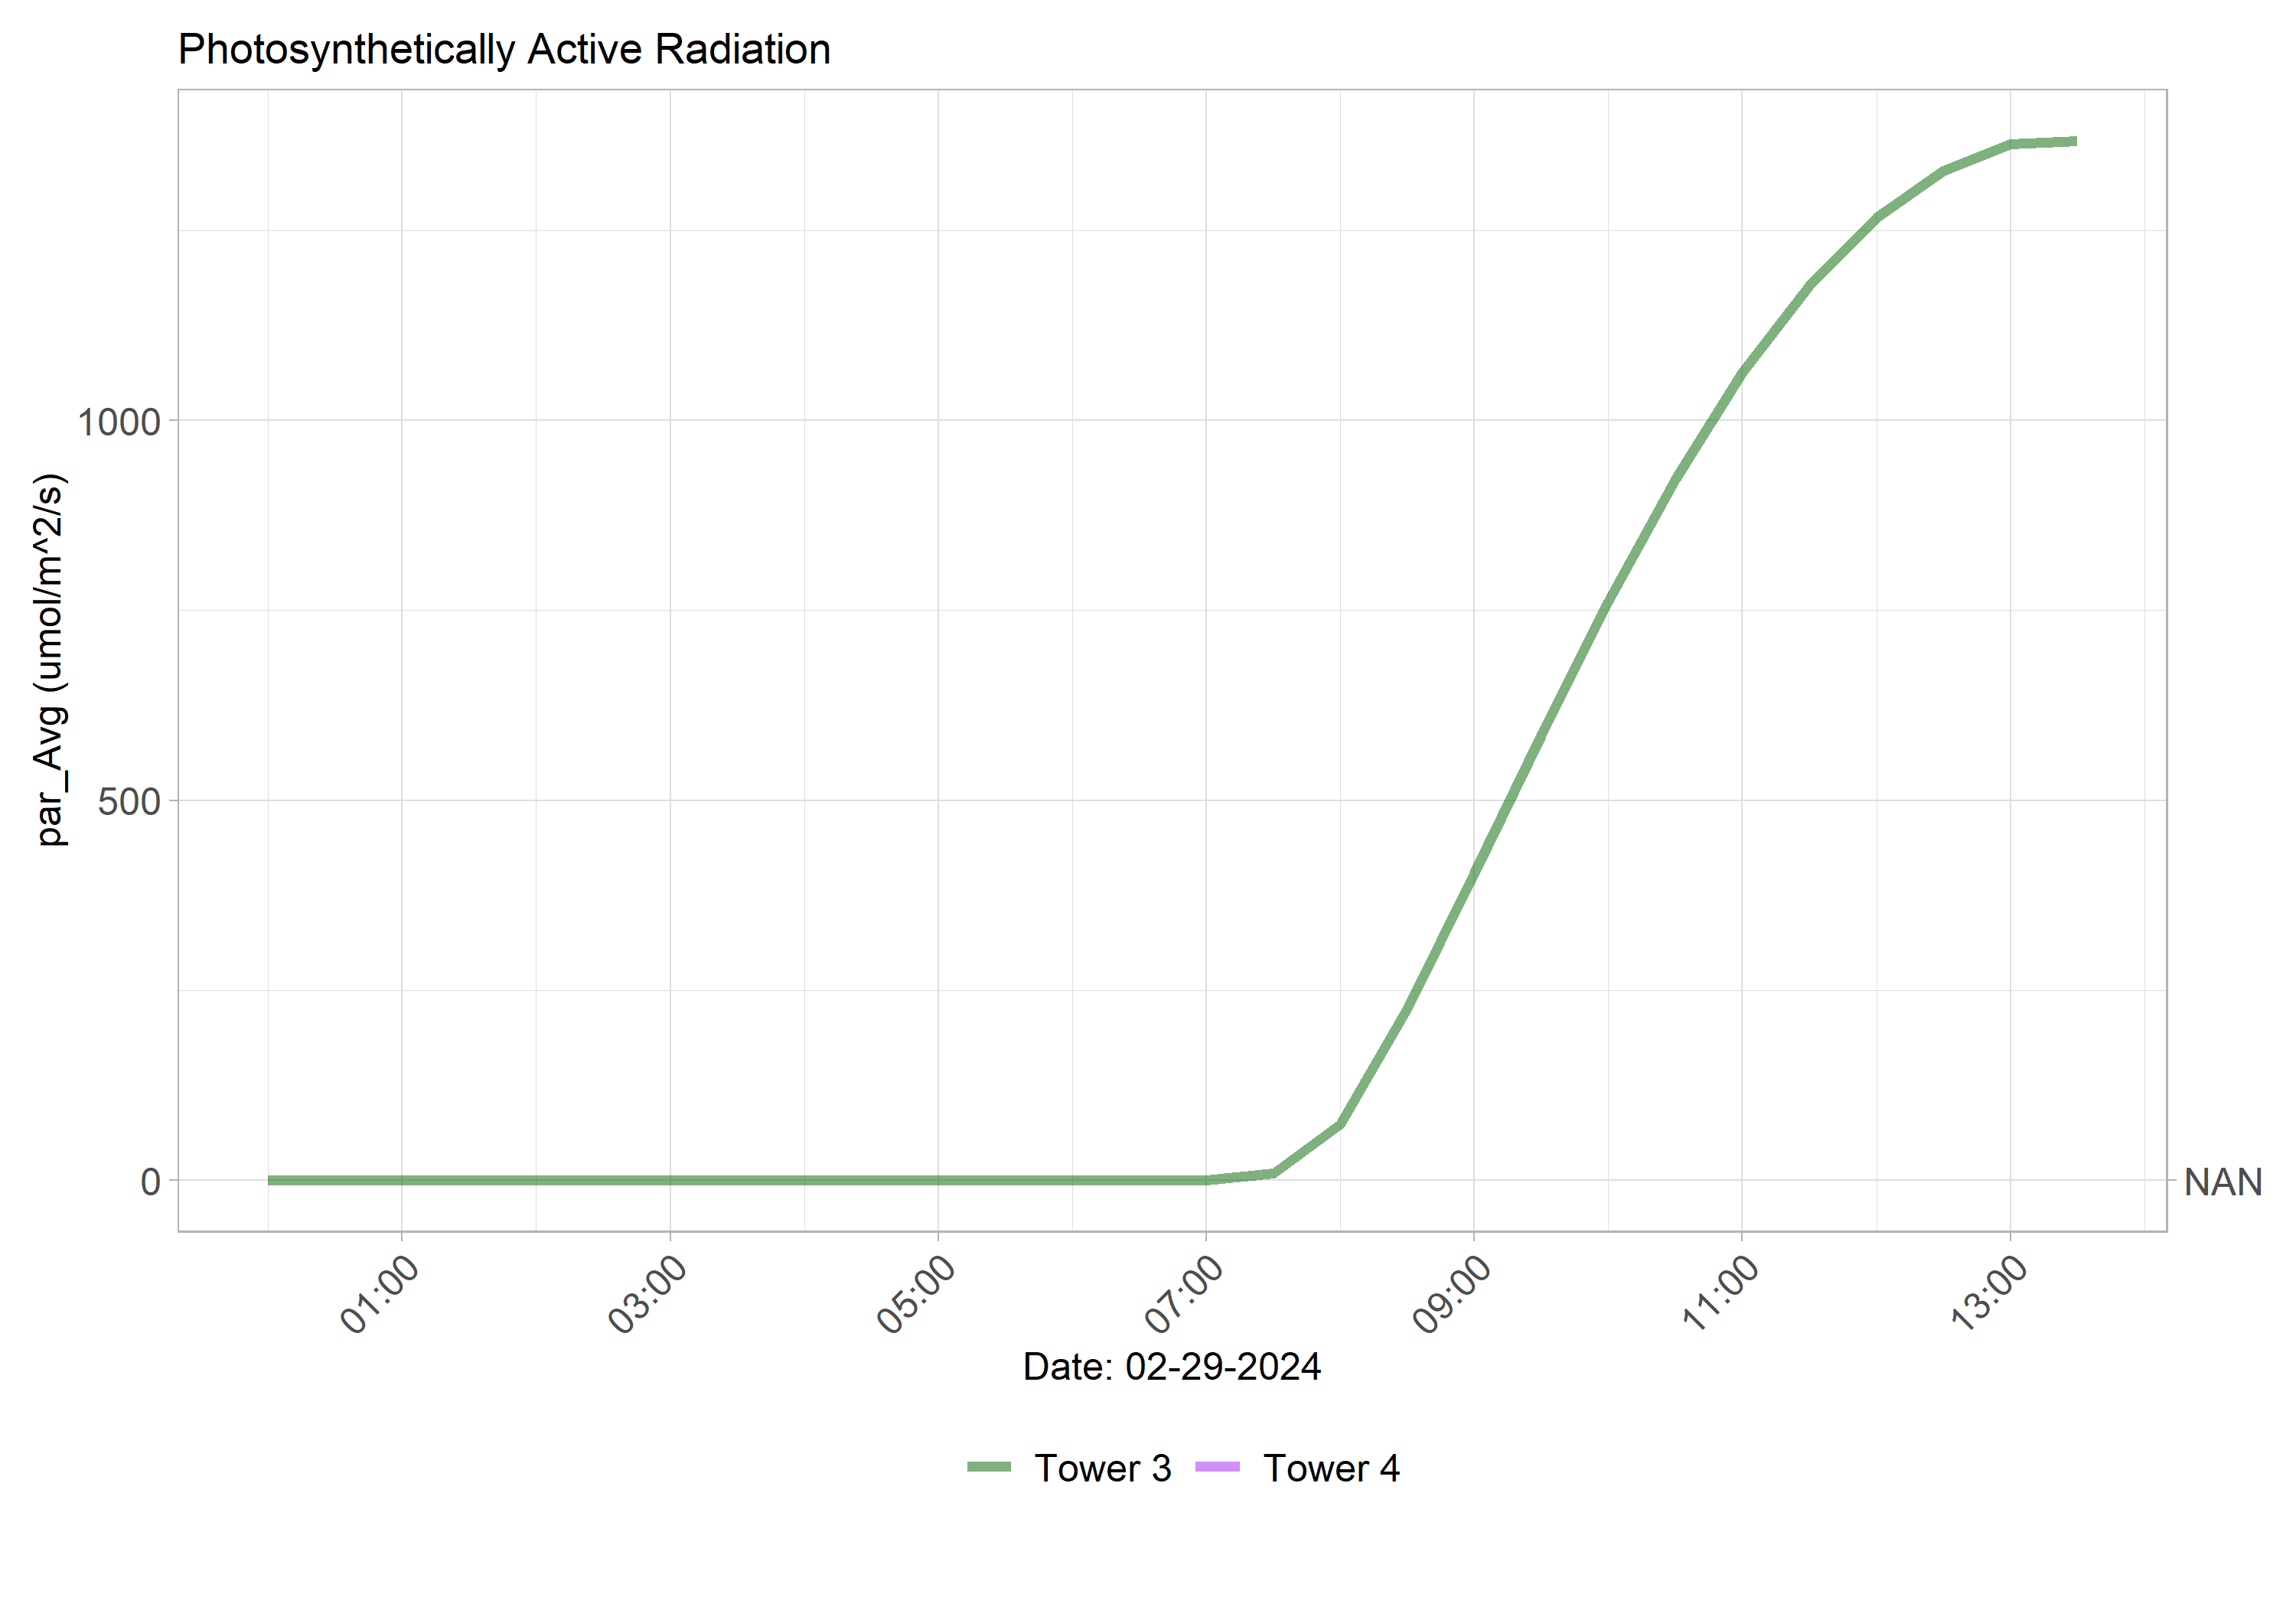 Photosynthetically Active Radiation
par_Avg (umol/m^2/s)
1000
500
0
NAN
01:00
03:00
05:00
07:00
09:00
11:00
13:00
Date: 02-29-2024
Tower 3
Tower 4